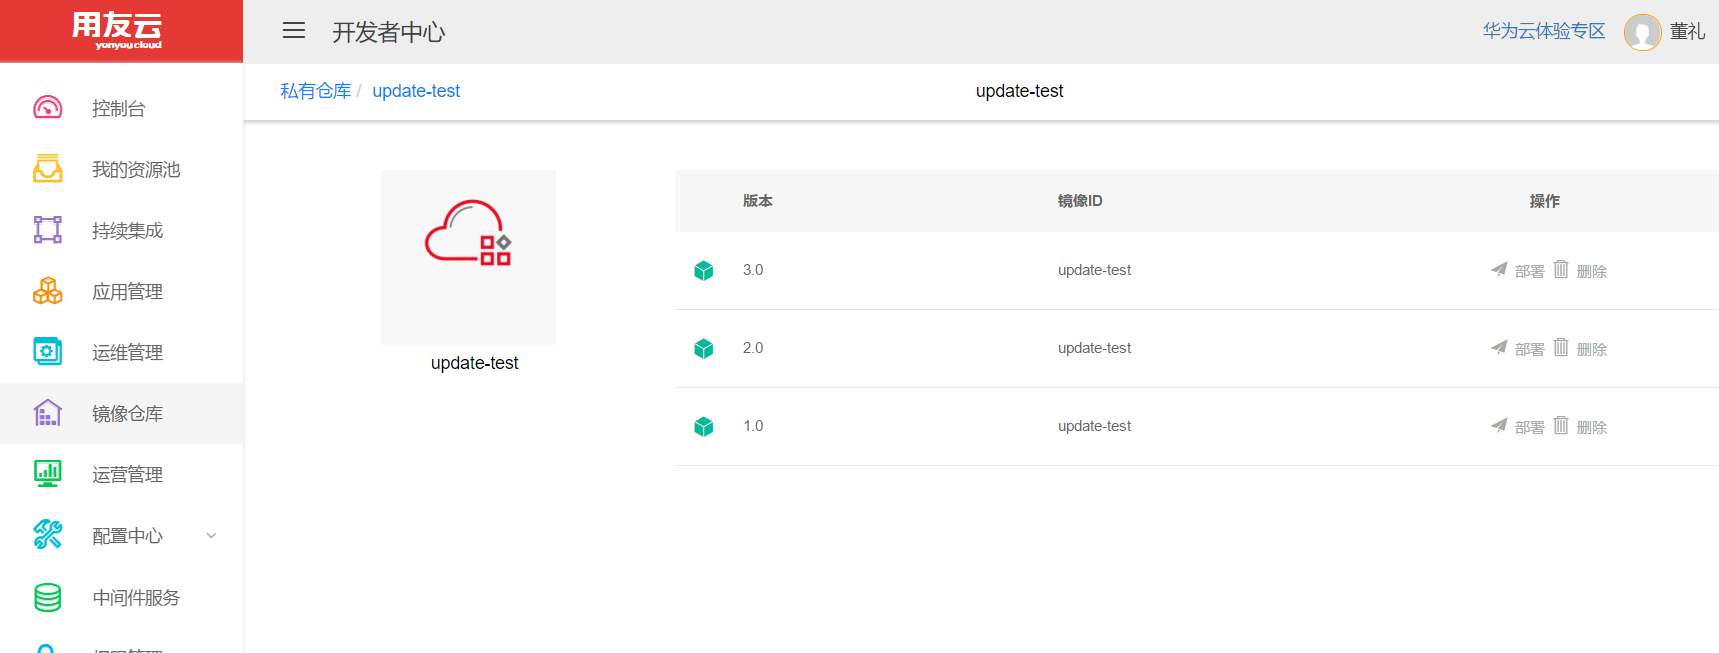 用友云
yonyou cloud
开发者中心
华为云体验专区
董礼
控制台
我的资源池
持续集成
应用管理
运维管理
镜像仓库
运营管理
配置中心
中间件服务
私有仓库 / update-test
update-test
update-test
版本 镜像ID 操作
3.0 update-test 部署 删除
2.0 update-test 部署 删除
1.0 update-test 部署 删除